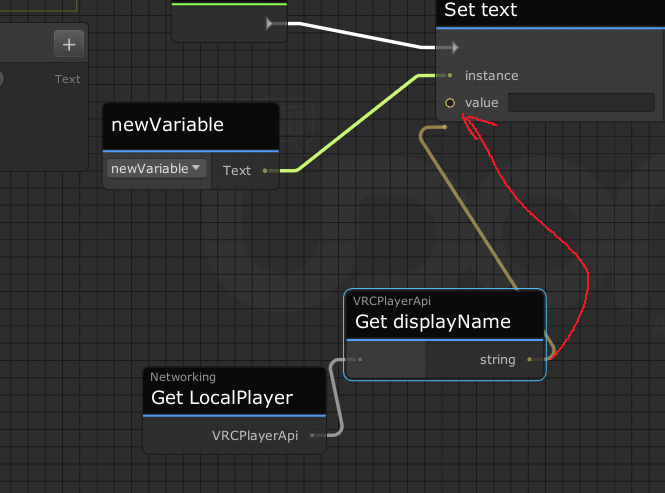 Set text
+
Text
instance
value
newVariable
newVariable
Text
VRCPlayerApi
Get displayName
string
Networking
Get LocalPlayer
VRCPlayerApi